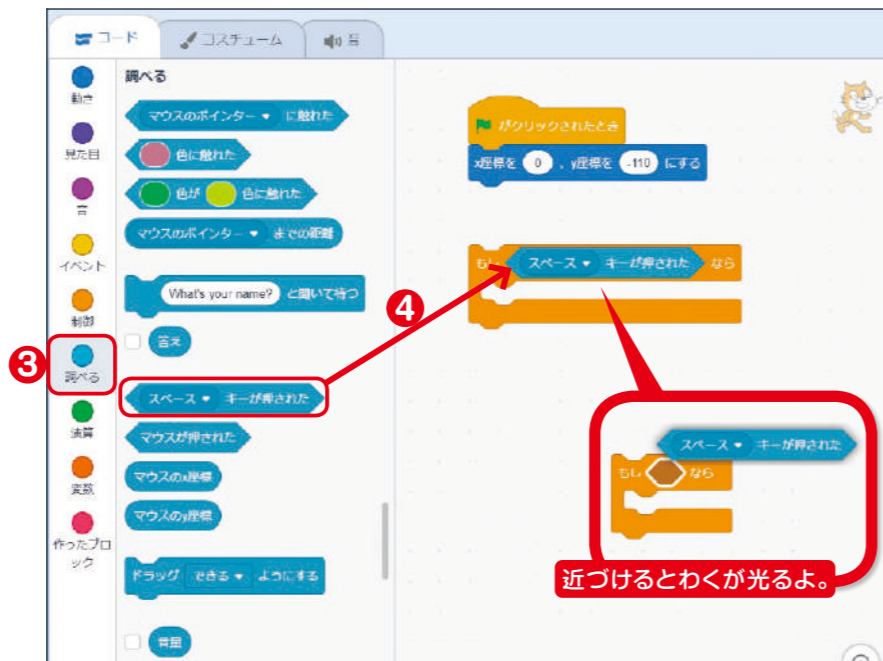 コード
コスチューム
音
動き
見た目
音
イベント
制御
❸
調べる
演算
変数
作ったブロ
ック
調べる
マウスのポインター に触れた
色に触れた
色が 色に触れた
マウスのポインター までの距離
What's your name? と聞いて待つ
答え
スペース キーが押された
マウスが押された
マウスのx座標
マウスのy座標
ドラッグ できる ようにする
音量
❹
がクリックされたとき
x座標を 0 、y座標を -110 にする
もし スペース キーが押された なら
スペース キーが押された
もし なら
近づけるとわくが光るよ。